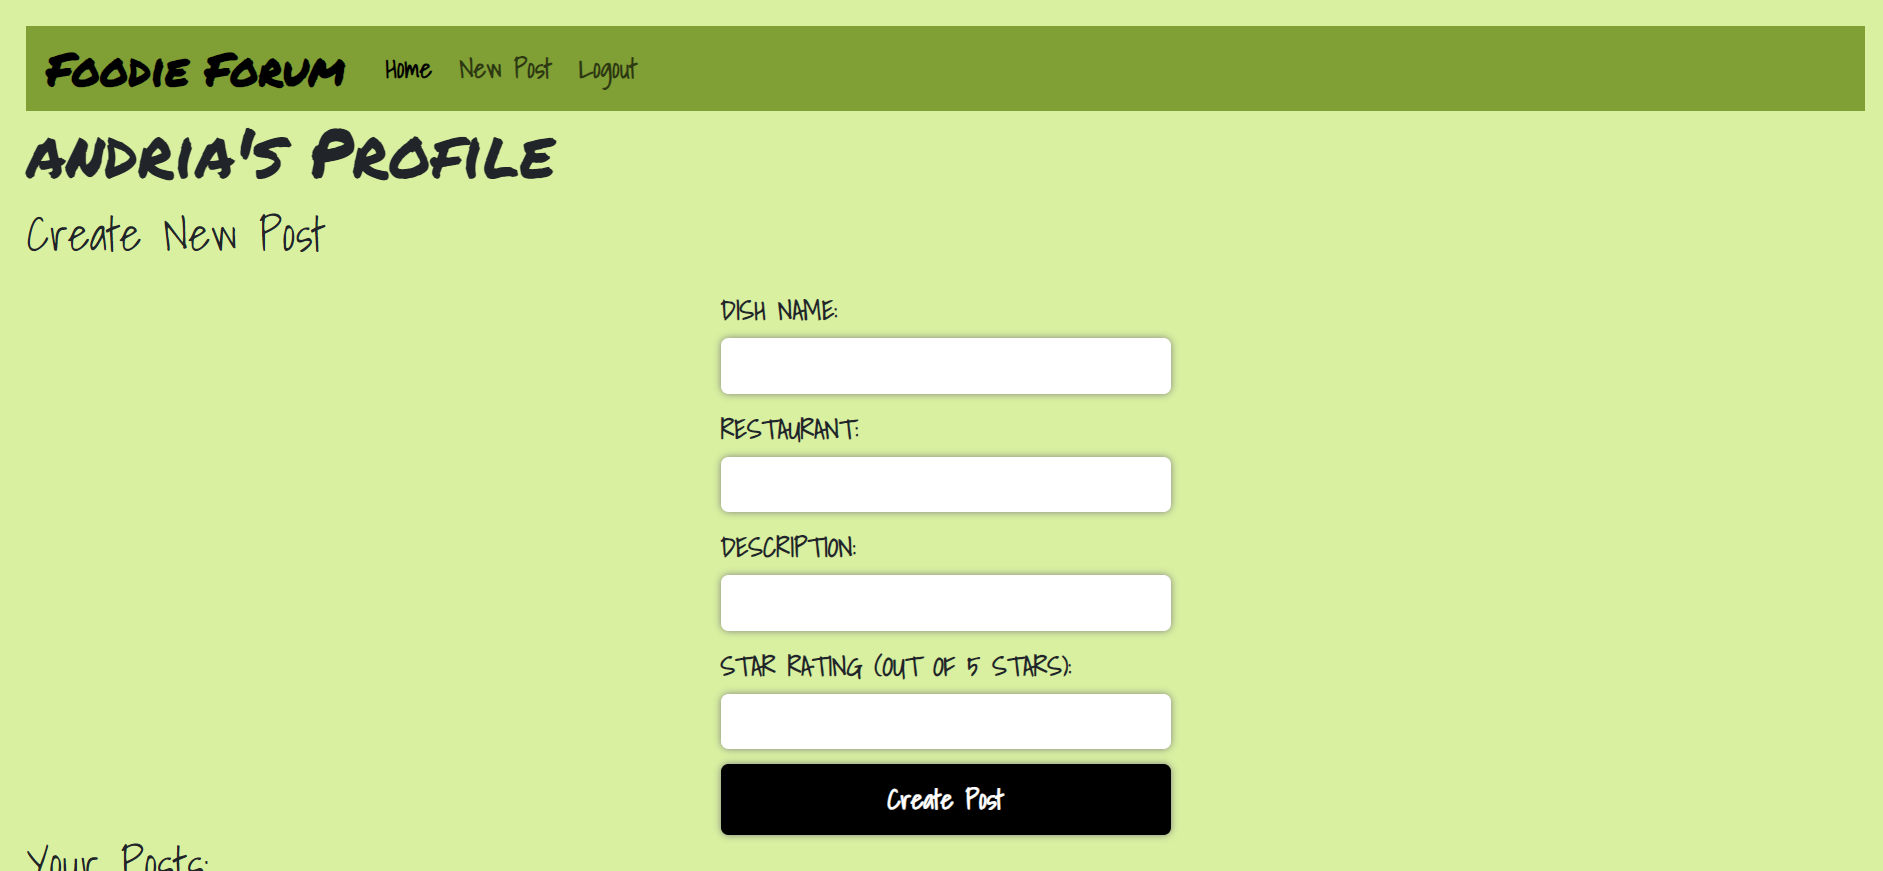 Foodie Forum Home New Post Logout
andria's Profile
Create New Post
DISH NAME:
RESTAURANT:
DESCRIPTION:
STAR RATING (OUT OF 5 STARS):
Create Post
Your Posts: